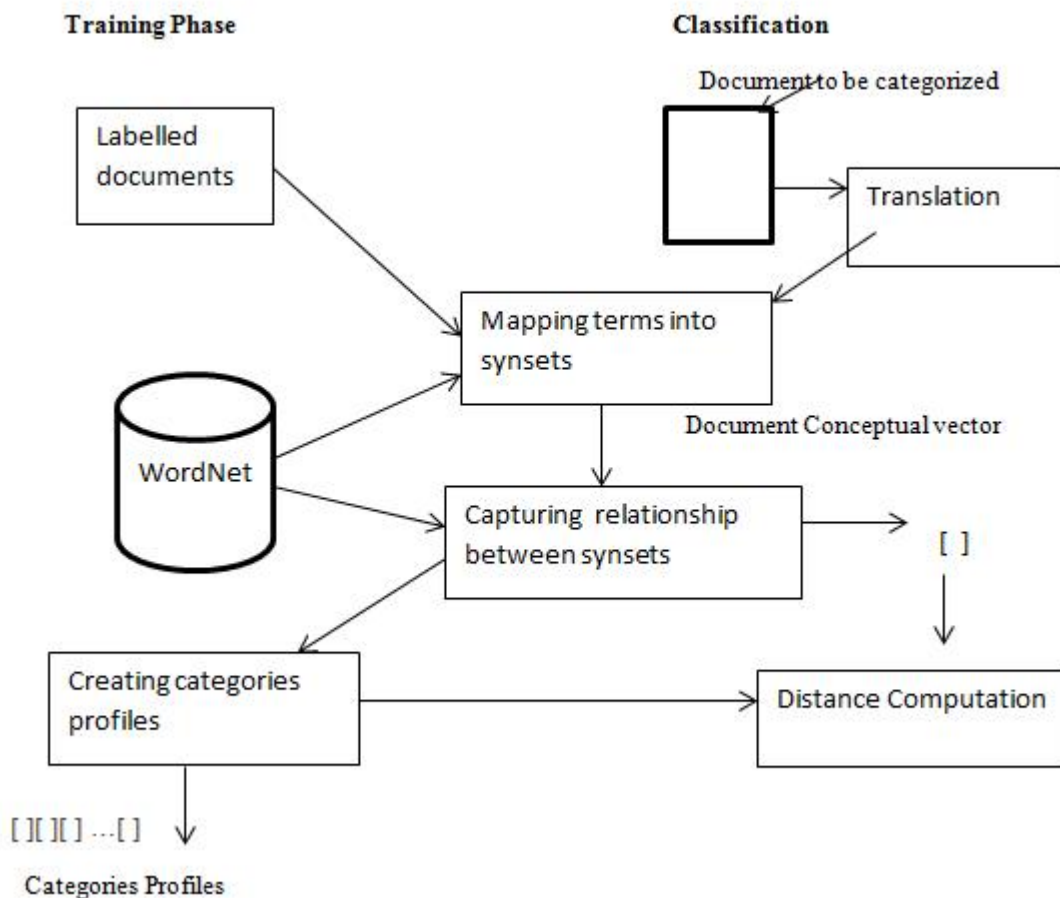 Training Phase
Classification
Document to be categorized
Labelled
documents
Translation
Mapping terms into
synsets
Document Conceptual vector
WordNet
Capturing relationship
between synsets
[ ]
Creating categories
profiles
Distance Computation
[ ][ ][ ] ...[ ]
Categories Profiles